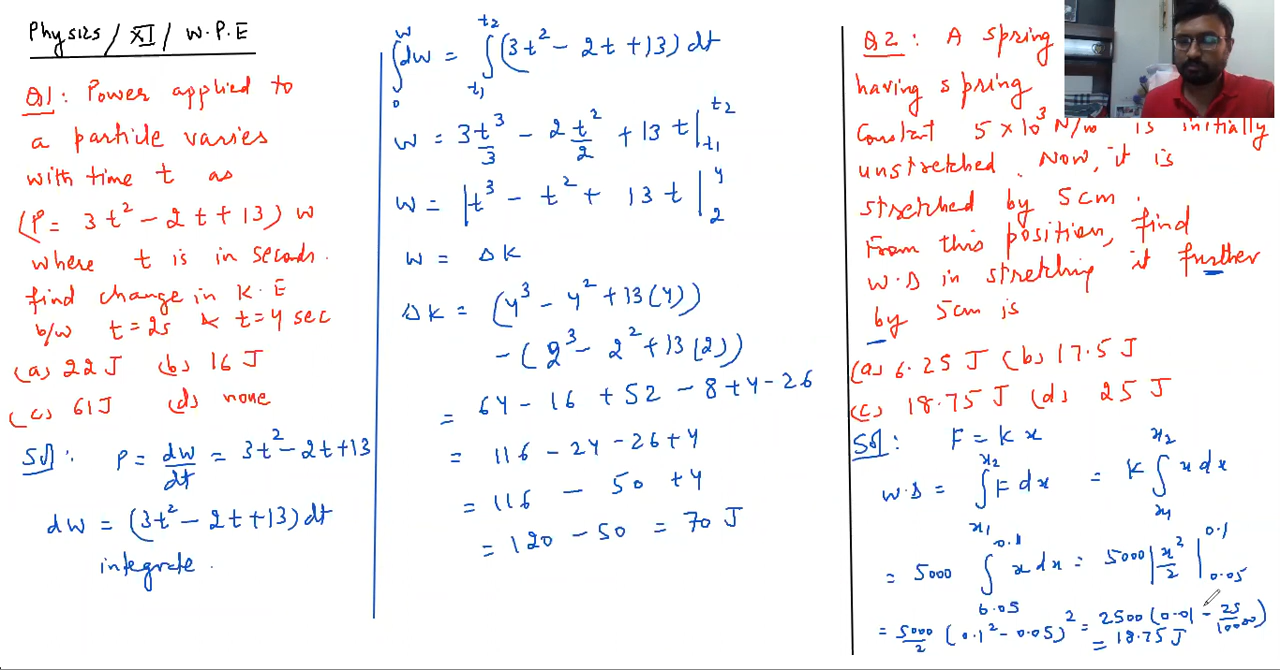 Physics / XI / W.P.E
Q1: Power applied to
a particle varies
with time t as
(P = 3t² - 2t + 13) W
where t is in seconds.
find change in K.E
b/w t = 2s & t = 4 sec
(a) 22 J (b) 16 J
(c) 61 J (d) none
Sol: P = dw/dt = 3t² - 2t + 13
dw = (3t² - 2t + 13) dt
integrate.
∫₀^w dw = ∫_{t1}^{t2} (3t² - 2t + 13) dt
W = 3t³/3 - 2t²/2 + 13t |_{t1}^{t2}
W = |t³ - t² + 13t|_2^4
W = ΔK
ΔK = (4³ - 4² + 13(4))
- (2³ - 2² + 13(2))
= 64 - 16 + 52 - 8 + 4 - 26
= 116 - 24 - 26 + 4
= 116 - 50 + 4
= 120 - 50 = 70 J
Q2: A spring
having spring
Constant 5 × 10³ N/m is initially
unstretched. Now, it is
stretched by 5cm.
From this position, find
W.D in stretching it further
by 5cm is
(a) 6.25 J (b) 17.5 J
(c) 18.75 J (d) 25 J
Sol: F = K x
W.D = ∫_{x1}^{x2} F dx = K ∫_{x1}^{x2} x dx
= 5000 ∫_{0.05}^{0.1} x dx = 5000 |x²/2|_{0.05}^{0.1}
= 5000/2 (0.1² - 0.05)² = 2500 (0.01 - 25/10000)
= 18.75 J